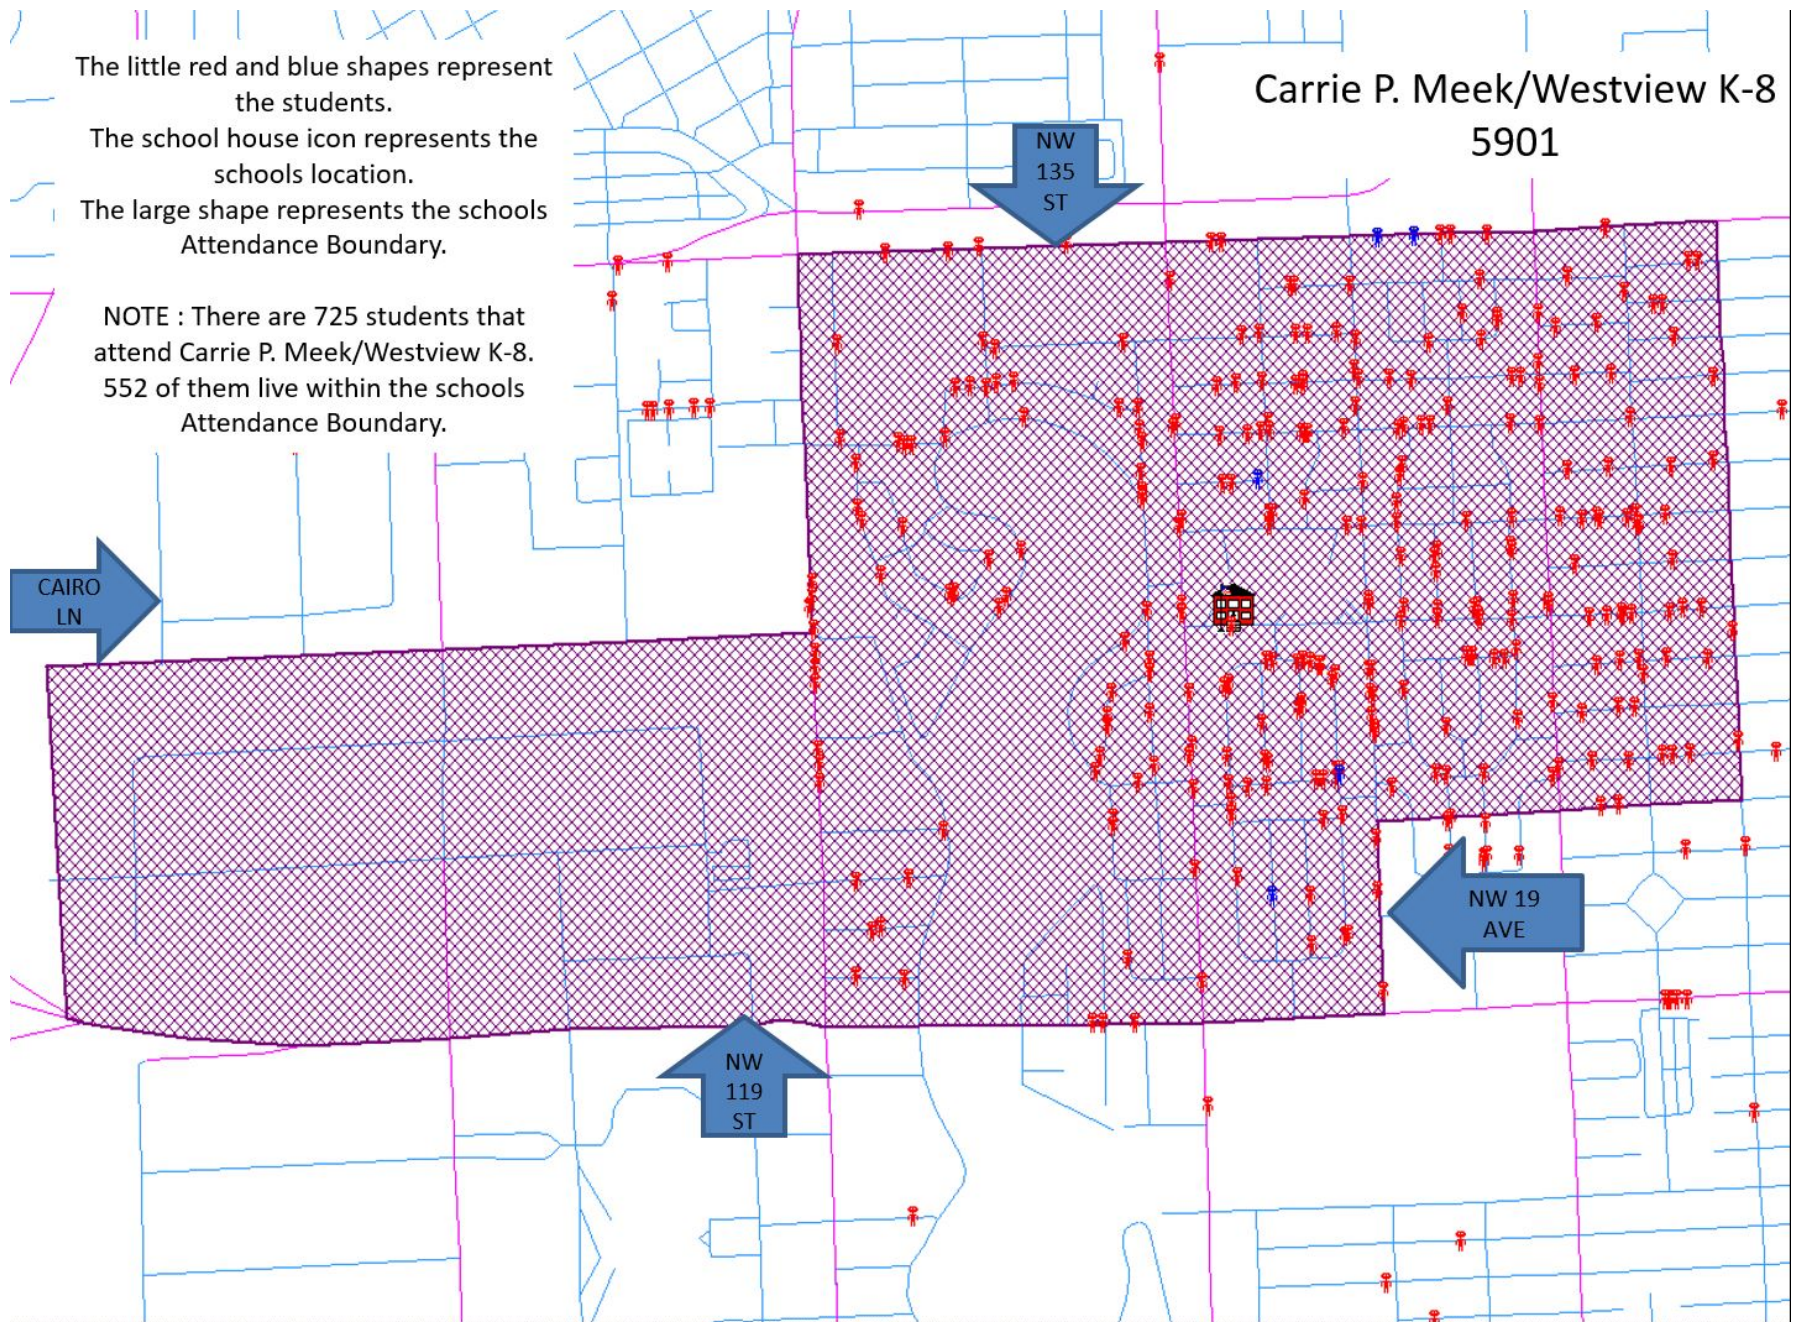 The little red and blue shapes represent
the students.
The school house icon represents the
schools location.
The large shape represents the schools
Attendance Boundary.
NOTE : There are 725 students that
attend Carrie P. Meek/Westview K-8.
552 of them live within the schools
Attendance Boundary.
Carrie P. Meek/Westview K-8
5901
NW
135
ST
CAIRO
LN
NW 19
AVE
NW
119
ST